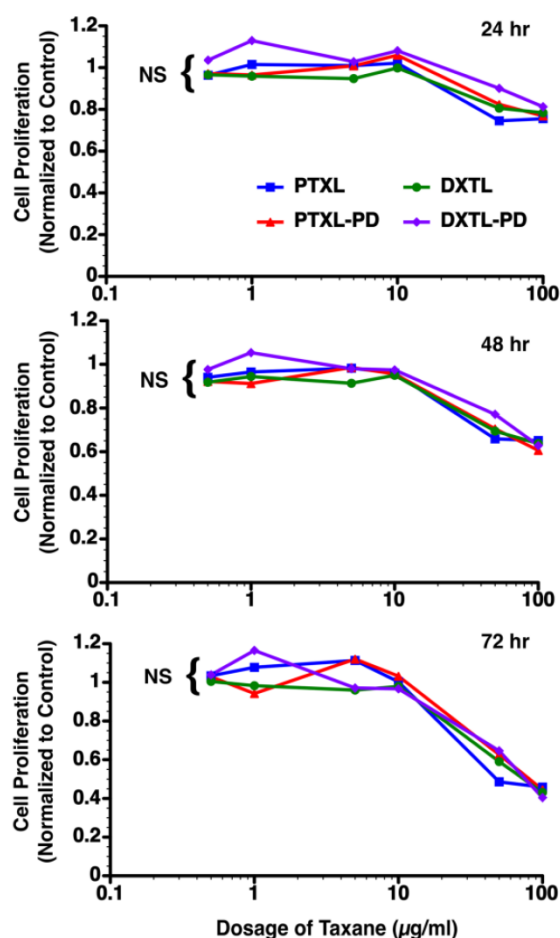 24 hr
NS {
Cell Proliferation
(Normalized to Control)
1.2
1
0.8
0.6
0.4
0.2
0
PTXL
DXTL
PTXL-PD
DXTL-PD
0.1 1 10 100
48 hr
NS {
Cell Proliferation
(Normalized to Control)
1.2
1
0.8
0.6
0.4
0.2
0
0.1 1 10 100
72 hr
NS {
Cell Proliferation
(Normalized to Control)
1.2
1
0.8
0.6
0.4
0.2
0
0.1 1 10 100
Dosage of Taxane (µg/ml)